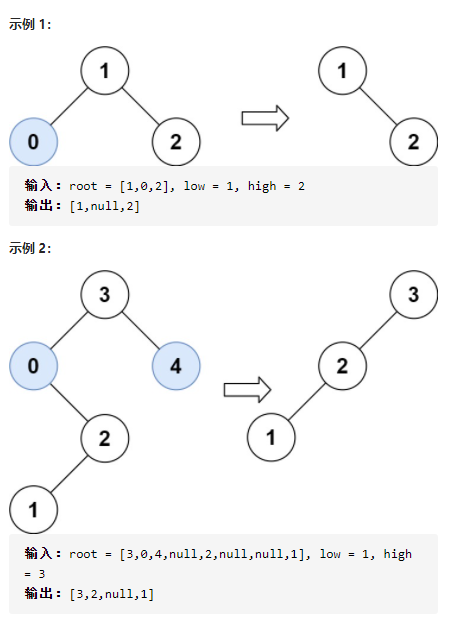 示例 1：
1
1
0
2
2
输入：root = [1,0,2], low = 1, high = 2
输出：[1,null,2]
示例 2：
3
3
0
4
2
2
1
1
输入：root = [3,0,4,null,2,null,null,1], low = 1, high
= 3
输出：[3,2,null,1]